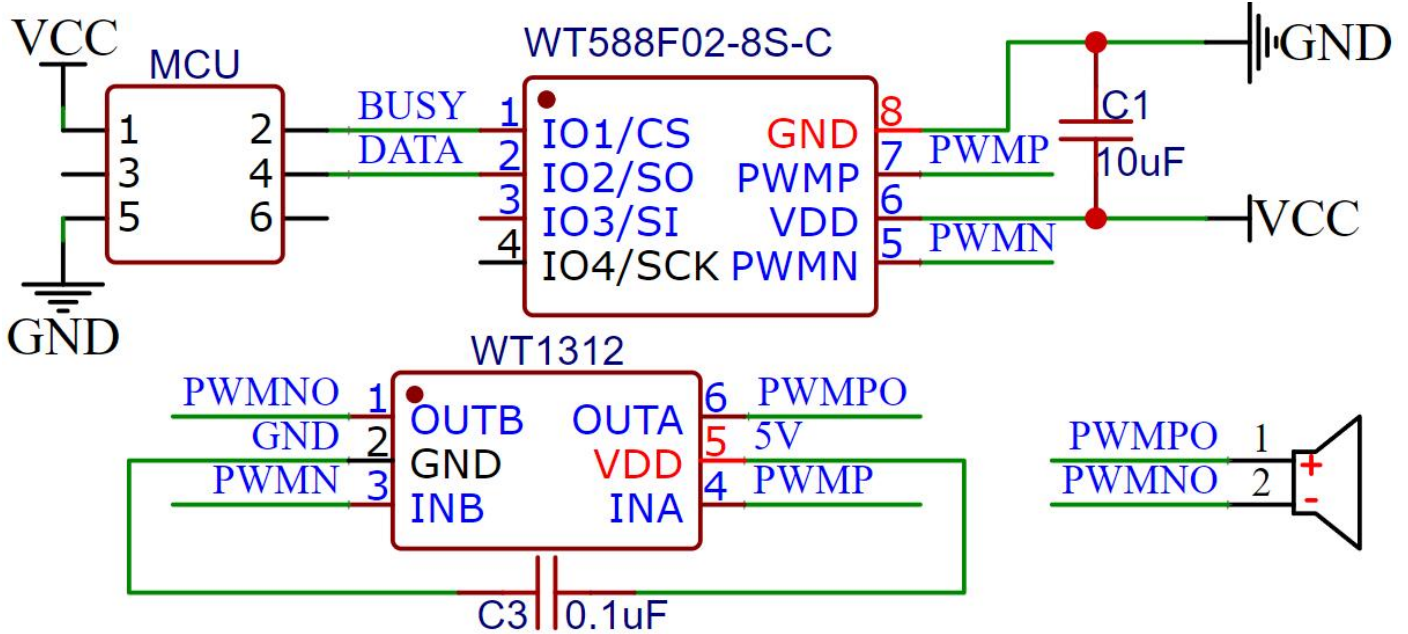 VCC
MCU
1 2
3 4
5 6
GND
BUSY
DATA
WT588F02-8S-C
1 IO1/CS GND 8
2 IO2/SO PWMP 7
3 IO3/SI VDD 6
4 IO4/SCK PWMN 5
PWMP
PWMN
GND
C1
10uF
VCC
WT1312
PWMNO 1 OUTB OUTA 6 PWMPO
GND 2 GND VDD 5 5V
PWMN 3 INB INA 4 PWMP
C3 0.1uF
PWMPO 1 +
PWMNO 2 -